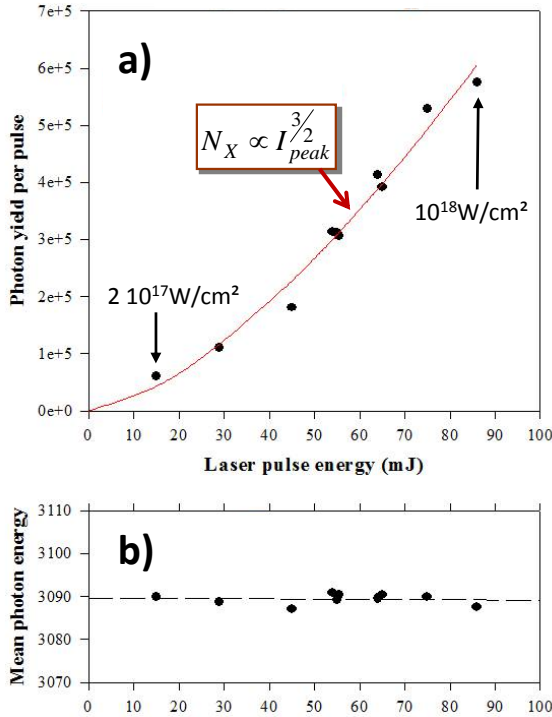 7e+5
6e+5
5e+5
4e+5
3e+5
2e+5
1e+5
0e+0
Photon yield per pulse
a)
N_X ∝ I_{peak}^{3/2}
10¹⁸W/cm²
2 10¹⁷W/cm²
0 10 20 30 40 50 60 70 80 90 100
Laser pulse energy (mJ)
3110
3100
3090
3080
3070
Mean photon energy
b)
0 10 20 30 40 50 60 70 80 90 100